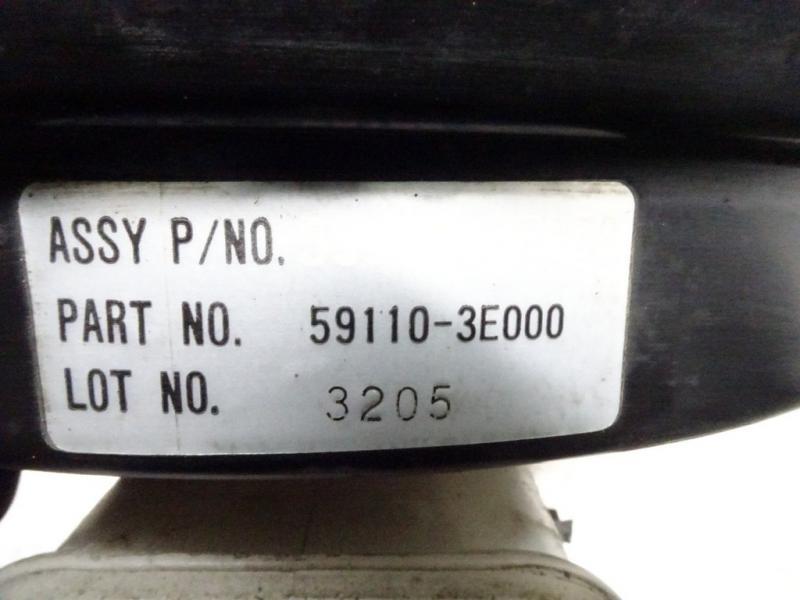 ASSY P/NO.
PART NO. 59110-3E000
LOT NO. 3205